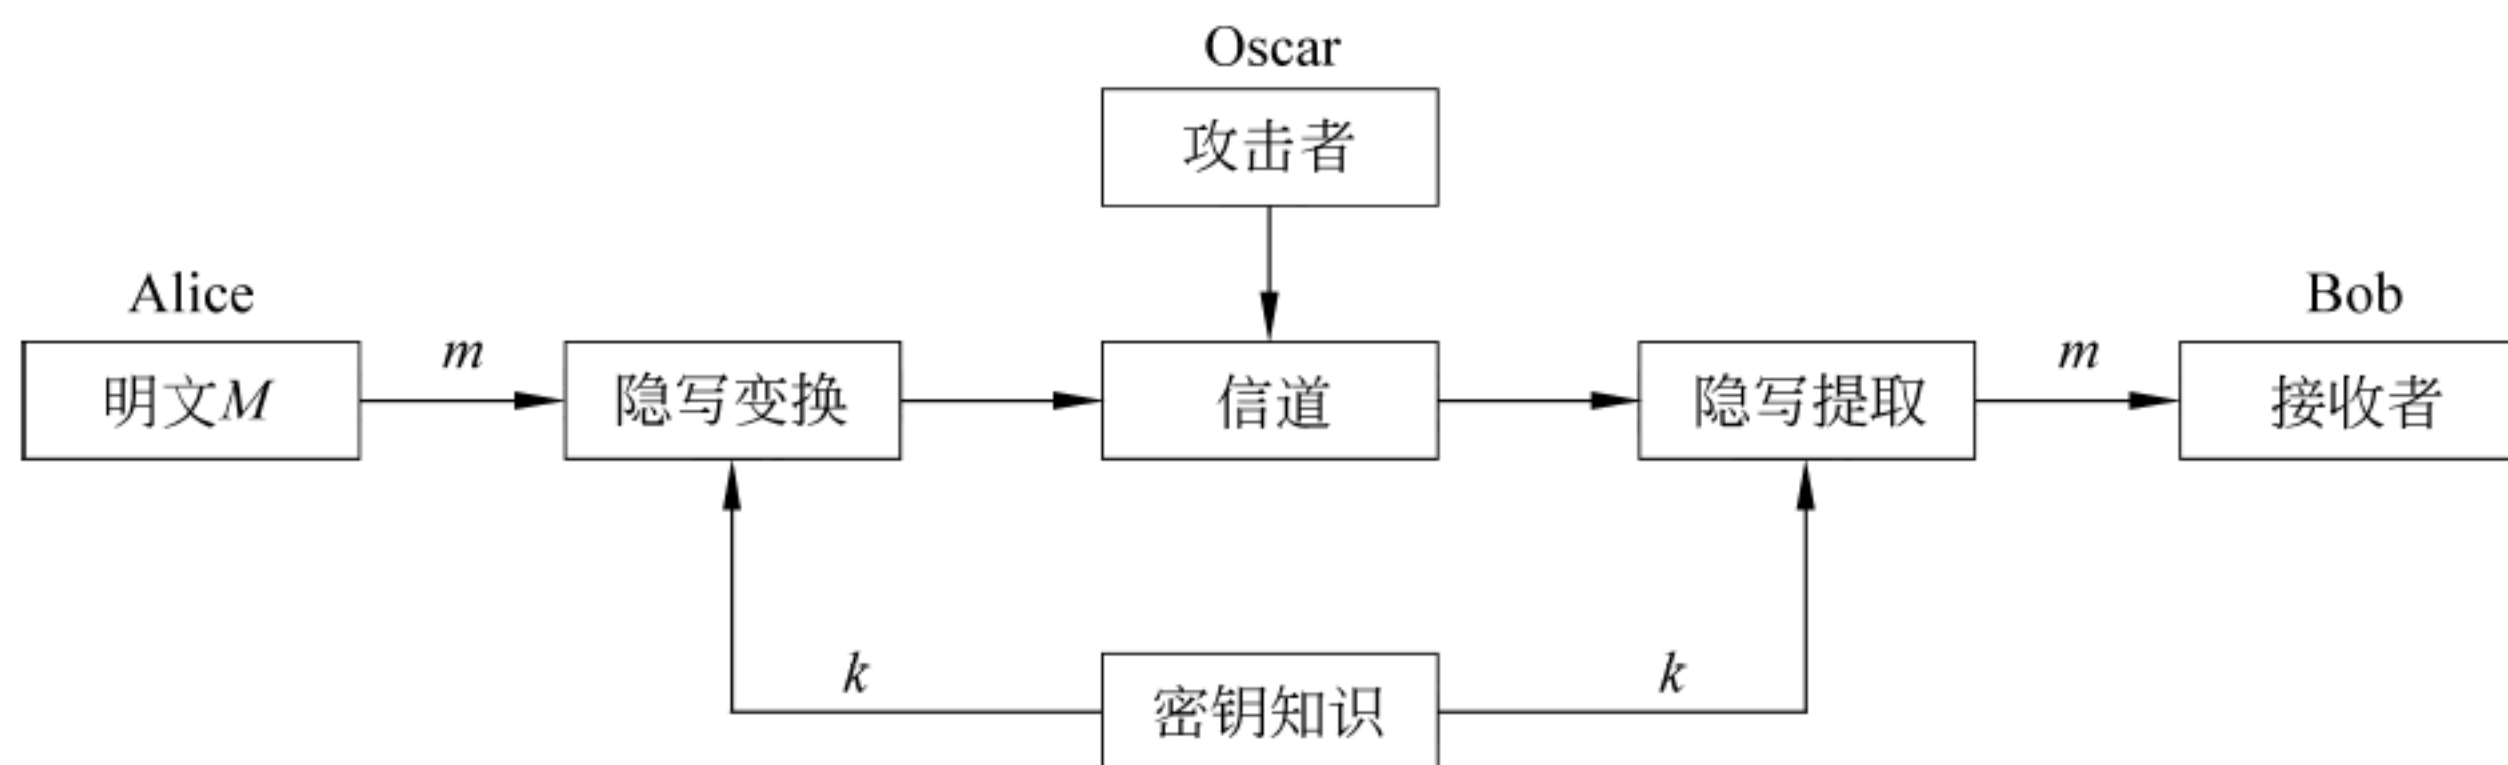 Oscar
攻击者
Alice
Bob
明文M
m
隐写变换
信道
隐写提取
m
接收者
k
k
密钥知识